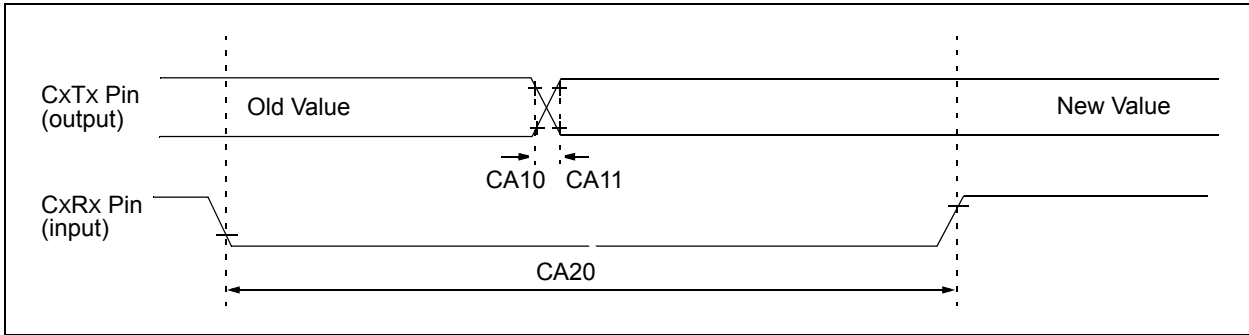 CxTx Pin
(output)
Old Value
New Value
CA10 CA11
CxRx Pin
(input)
CA20